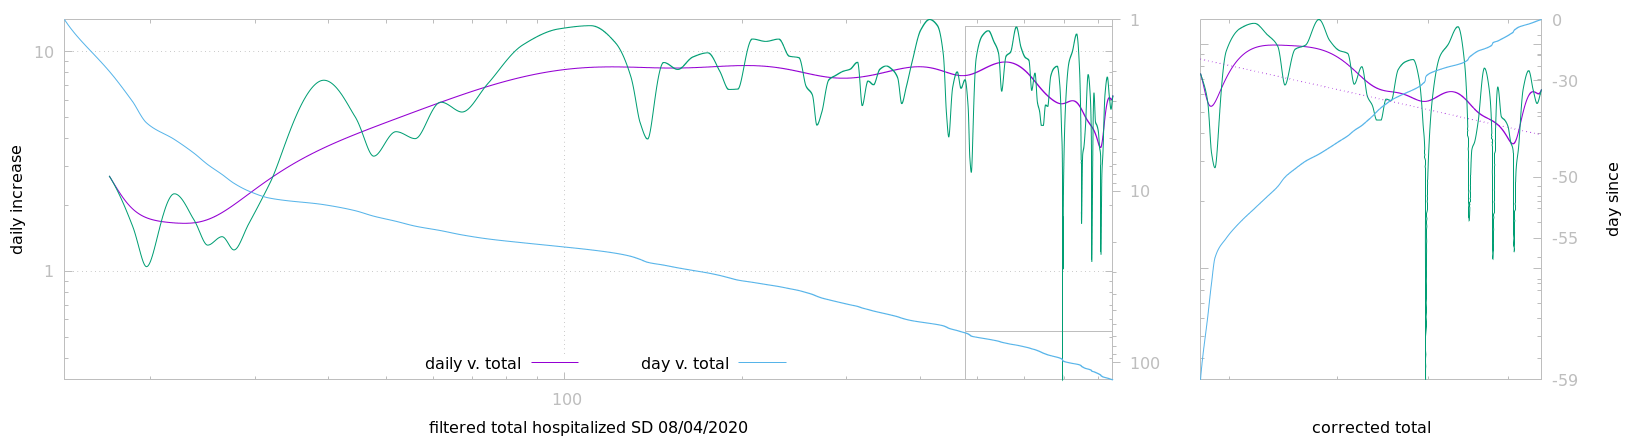 10
1
daily increase
1
10
100
daily v. total
day v. total
100
filtered total hospitalized SD 08/04/2020
0
-30
-50
-55
-59
day since
corrected total